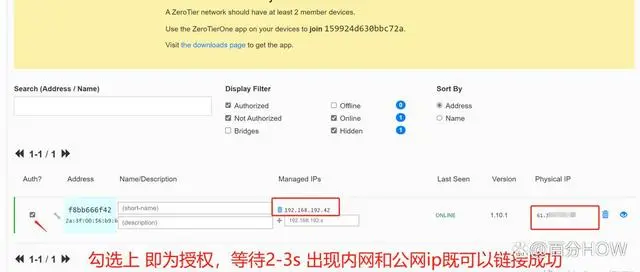 A ZeroTier network should have at least 2 member devices.
Use the ZeroTierOne app on your devices to join 159924d630bbc72a.
Visit the downloads page to get the app.
Search (Address / Name)
Display Filter
Sort By
Authorized
Offline
0
Address
Not Authorized
Online
1
Name
Bridges
Hidden
1
1-1 / 1
Auth?
Address
Name/Description
Managed IPs
Last Seen
Version
Physical IP
f8bb666f42
(short-name)
192.168.192.42
ONLINE
1.10.1
61.
2a:3f:00:56:b9:
(description)
192.168.192.x
1-1 / 1
勾选上 即为授权，等待2-3s 出现内网和公网ip既可以链接成功
知乎 @百分HOW